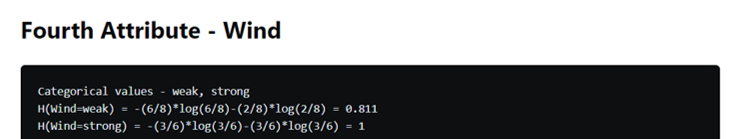 Fourth Attribute - Wind
Categorical values - weak, strong
H(Wind=weak) = -(6/8)*log(6/8)-(2/8)*log(2/8) = 0.811
H(Wind=strong) = -(3/6)*log(3/6)-(3/6)*log(3/6) = 1